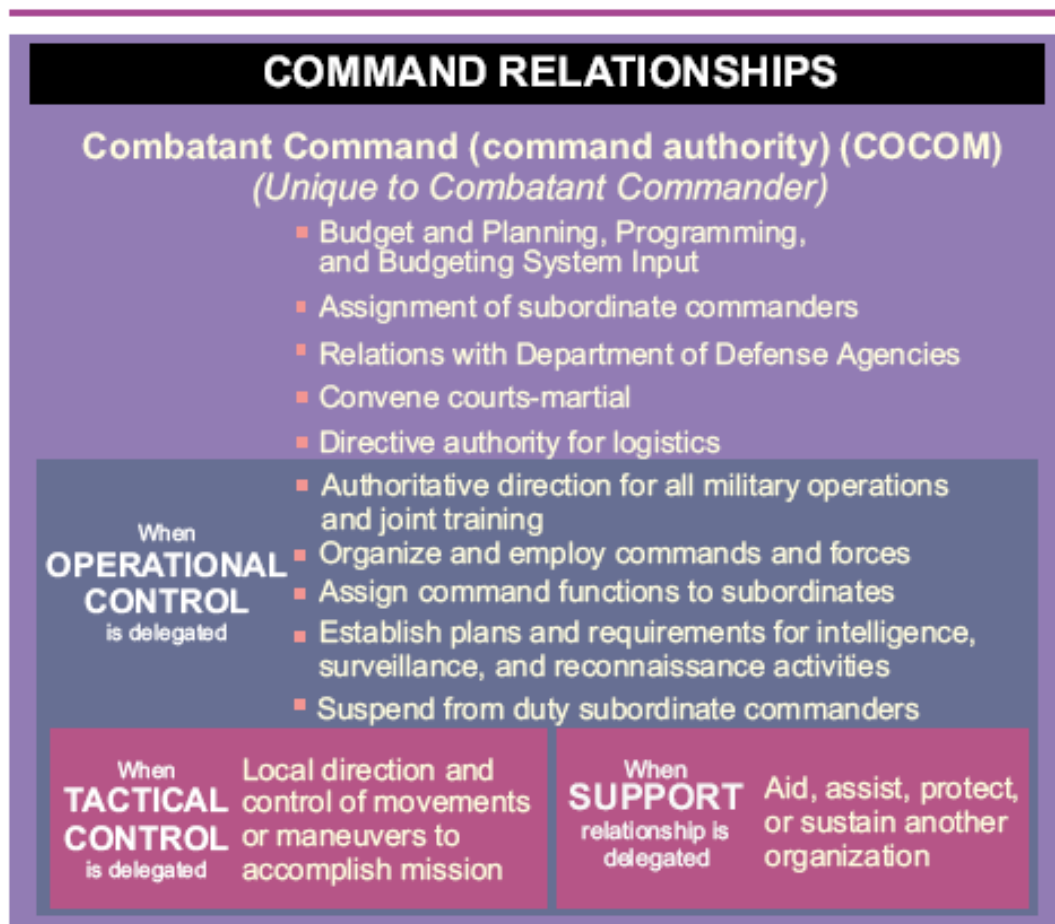 COMMAND RELATIONSHIPS
Combatant Command (command authority) (COCOM)
(Unique to Combatant Commander)
Budget and Planning, Programming,
and Budgeting System Input
Assignment of subordinate commanders
Relations with Department of Defense Agencies
Convene courts-martial
Directive authority for logistics
When
OPERATIONAL
CONTROL
is delegated
Authoritative direction for all military operations
and joint training
Organize and employ commands and forces
Assign command functions to subordinates
Establish plans and requirements for intelligence,
surveillance, and reconnaissance activities
Suspend from duty subordinate commanders
When
TACTICAL
CONTROL
is delegated
Local direction and
control of movements
or maneuvers to
accomplish mission
When
SUPPORT
relationship is
delegated
Aid, assist, protect,
or sustain another
organization